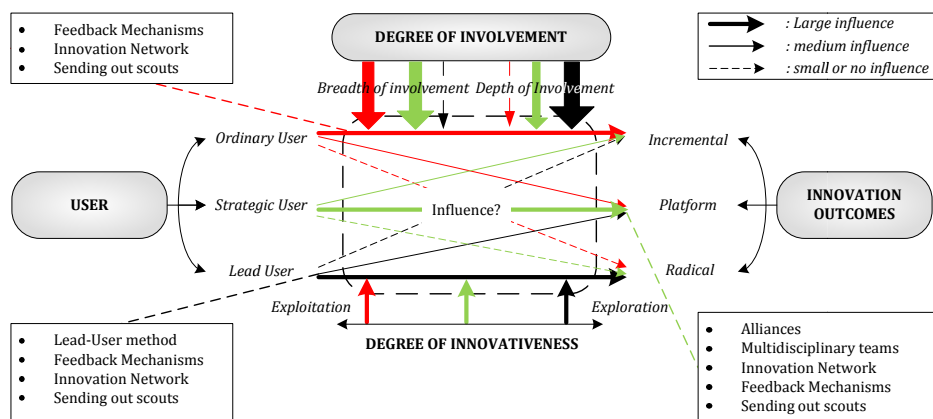 • Feedback Mechanisms
• Innovation Network
• Sending out scouts
DEGREE OF INVOLVEMENT
: Large influence
: medium influence
: small or no influence
Breadth of involvement
Depth of Involvement
Ordinary User
Incremental
USER
Strategic User
Influence?
Platform
INNOVATION
OUTCOMES
Lead User
Radical
Exploitation
Exploration
DEGREE OF INNOVATIVENESS
• Lead-User method
• Feedback Mechanisms
• Innovation Network
• Sending out scouts
• Alliances
• Multidisciplinary teams
• Innovation Network
• Feedback Mechanisms
• Sending out scouts